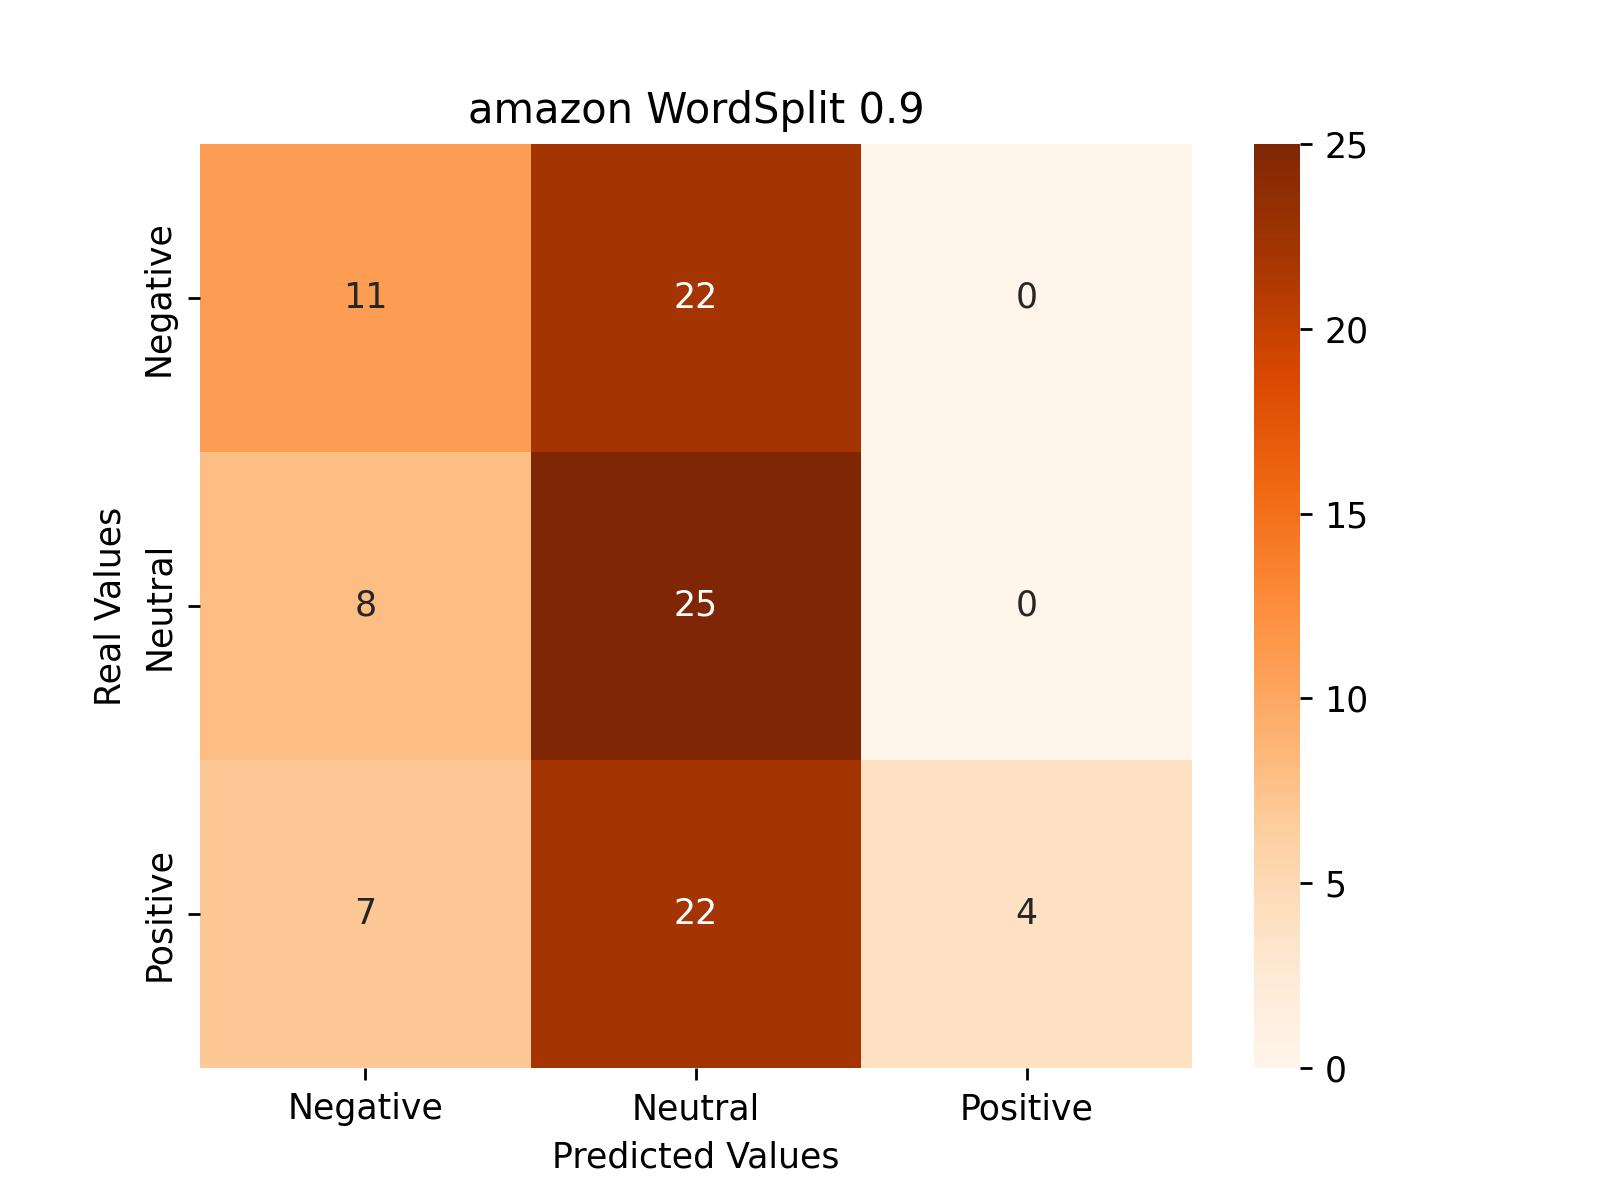 amazon WordSplit 0.9
Real Values
Negative
11 22 0
Neutral
8 25 0
Positive
7 22 4
Negative Neutral Positive
Predicted Values
25
20
15
10
5
0